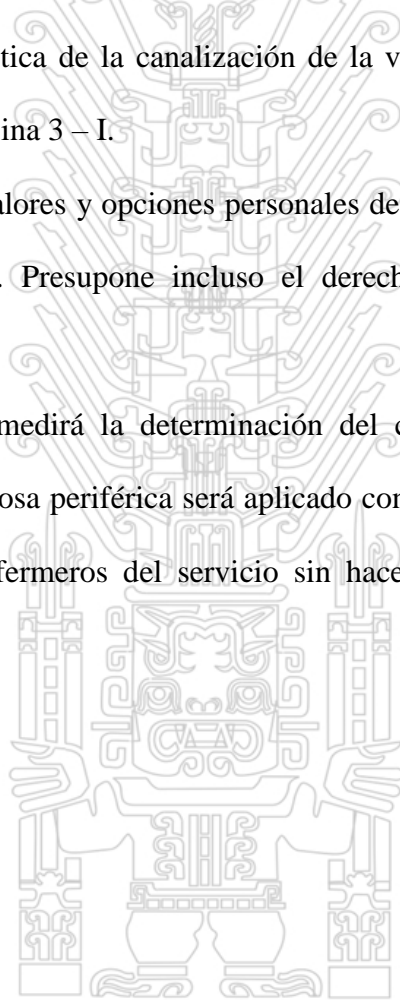 tica de la canalización de la v
ina 3 – I.
alores y opciones personales de
. Presupone incluso el derech
medirá la determinación del c
osa periférica será aplicado con
fermeros del servicio sin hace